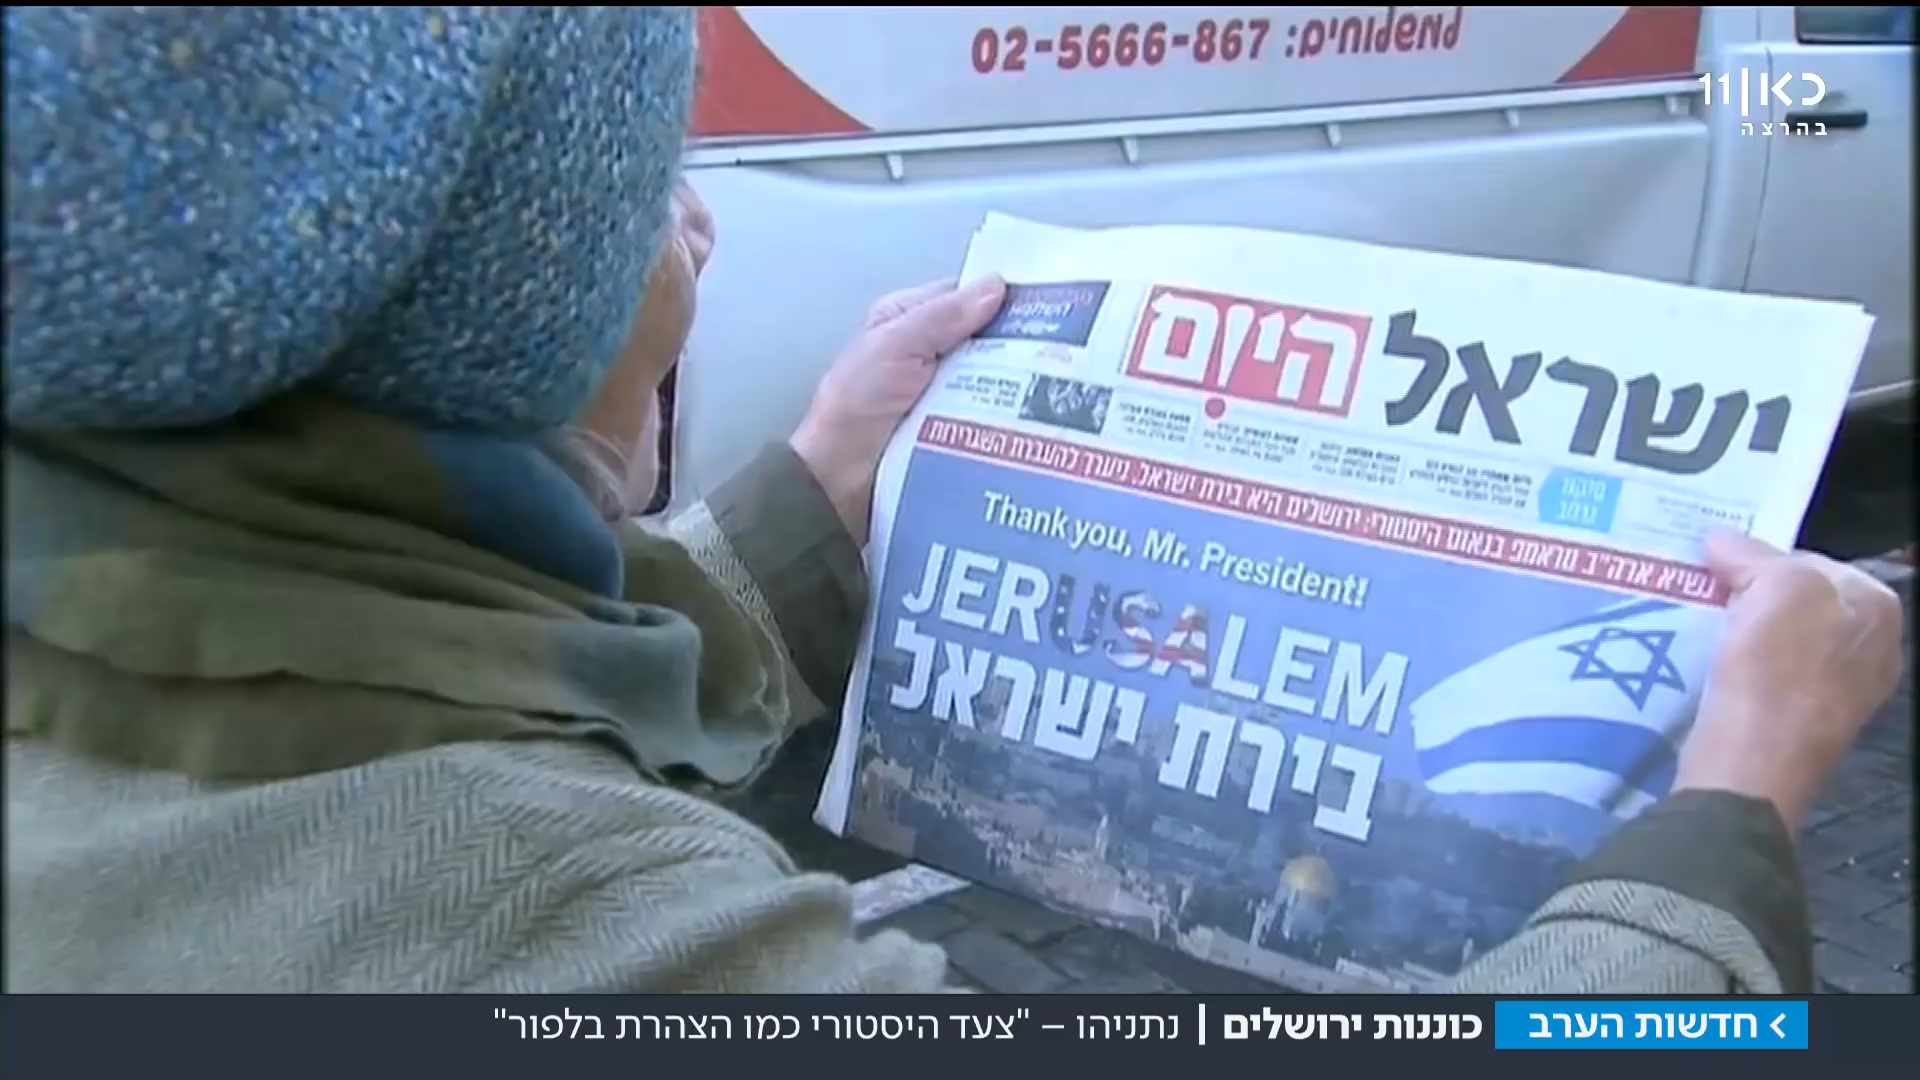 למשלוחים: 02-5666-867
כאן 11
בהרצה
ישראל היום
נשיא ארה"ב טראמפ בנאום היסטורי: ירושלים היא בירת ישראל, ניערך להעברת השגרירות
Thank you, Mr. President!
JERUSALEM
בירת ישראל
חדשות הערב
כוננות ירושלים | נתניהו – "צעד היסטורי כמו הצהרת בלפור"